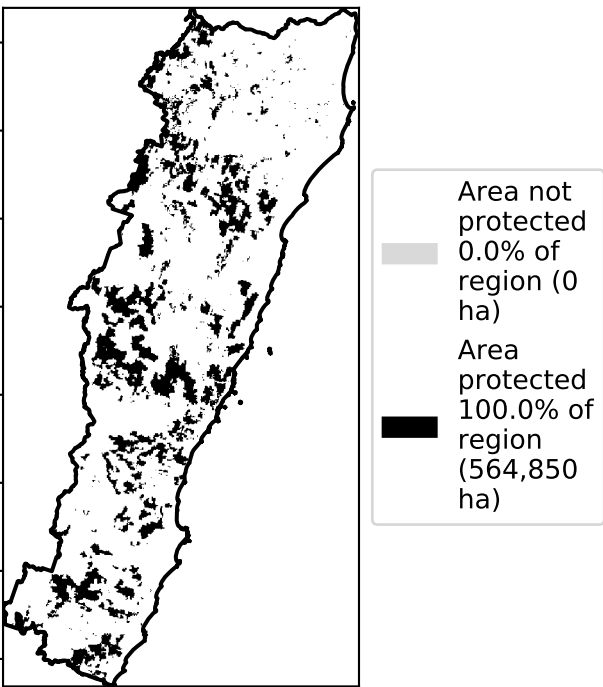 Area not
protected
0.0% of
region (0
ha)
Area
protected
100.0% of
region
(564,850
ha)